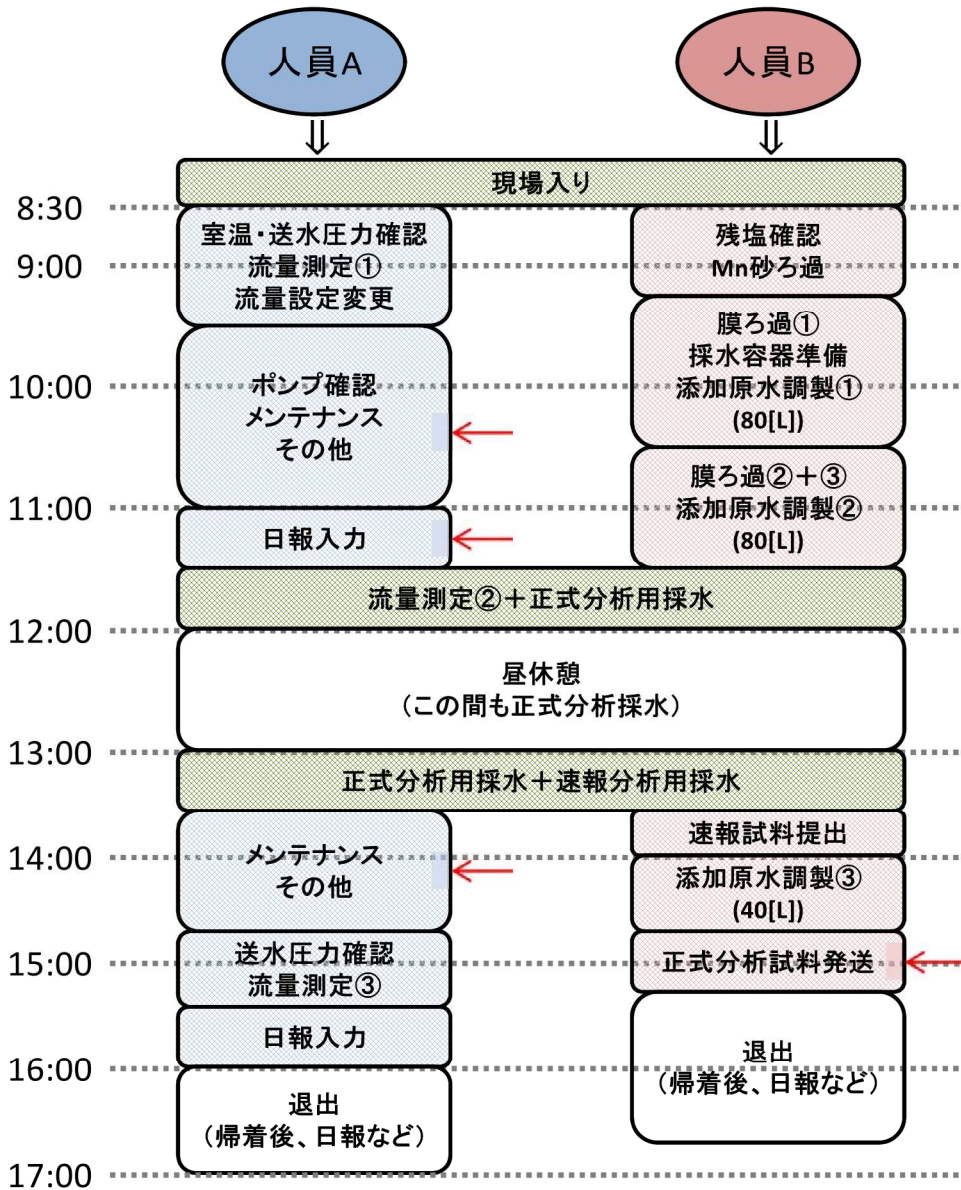 人員A
人員B
⇓
⇓
現場入り
8:30
室温・送水圧力確認
流量測定①
流量設定変更
残塩確認
Mn砂ろ過
9:00
膜ろ過①
採水容器準備
添加原水調製①
(80[L])
10:00
ポンプ確認
メンテナンス
その他
膜ろ過②＋③
添加原水調製②
(80[L])
11:00
日報入力
流量測定②＋正式分析用採水
12:00
昼休憩
（この間も正式分析採水）
13:00
正式分析用採水＋速報分析用採水
速報試料提出
14:00
メンテナンス
その他
添加原水調製③
(40[L])
送水圧力確認
流量測定③
15:00
正式分析試料発送
日報入力
16:00
退出
（帰着後、日報など）
退出
（帰着後、日報など）
17:00